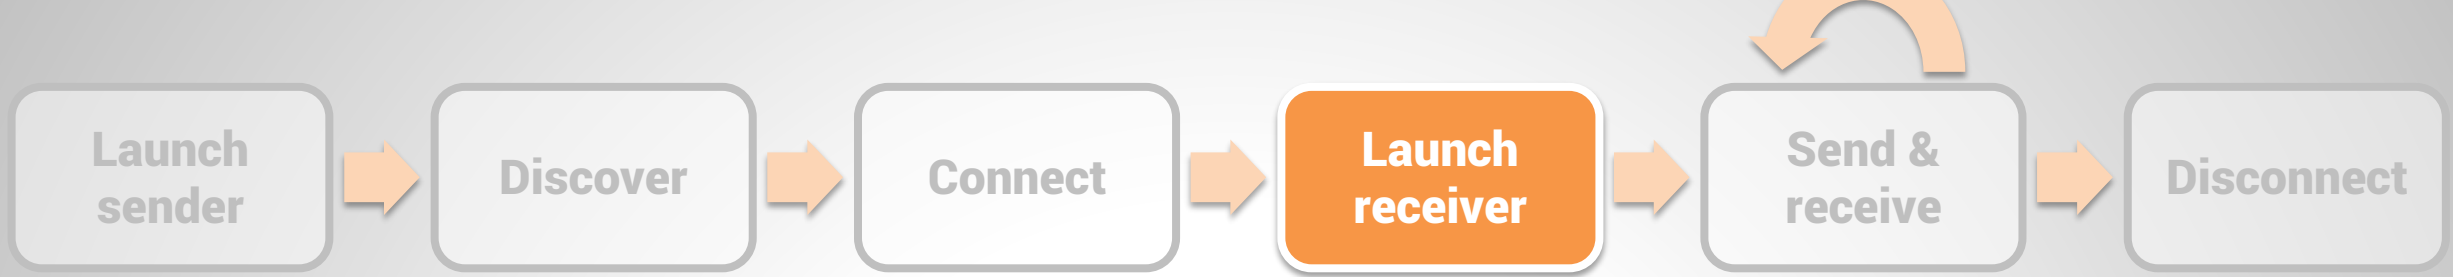 Launch
sender
Discover
Connect
Launch
receiver
Send &
receive
Disconnect